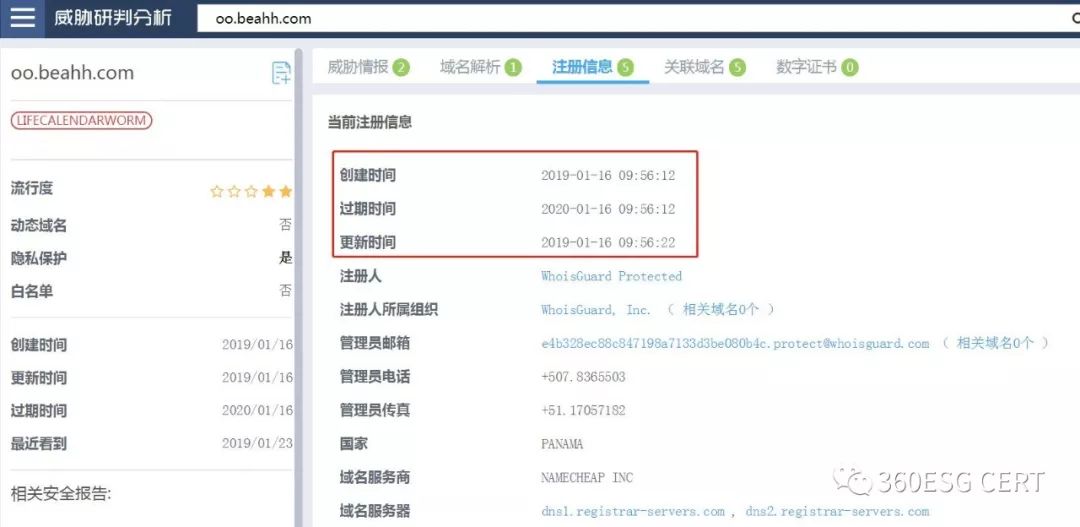 威胁研判分析
oo.beahh.com
oo.beahh.com
LIFECALENDARWORM
流行度
动态域名 否
隐私保护 是
白名单 否
创建时间 2019/01/16
更新时间 2019/01/16
过期时间 2020/01/16
最近看到 2019/01/23
相关安全报告:
威胁情报 2 域名解析 1 注册信息 5 关联域名 5 数字证书 0
当前注册信息
创建时间 2019-01-16 09:56:12
过期时间 2020-01-16 09:56:12
更新时间 2019-01-16 09:56:22
注册人 WhoisGuard Protected
注册人所属组织 WhoisGuard, Inc. ( 相关域名0个 )
管理员邮箱 e4b328ec88c847198a7133d3be080b4c.protect@whoisguard.com ( 相关域名0个 )
管理员电话 +507.8365503
管理员传真 +51.17057182
国家 PANAMA
域名服务商 NAMECHEAP INC
域名服务器 dns1.registrar-servers.com , dns2.registrar-servers.com
360ESG CERT